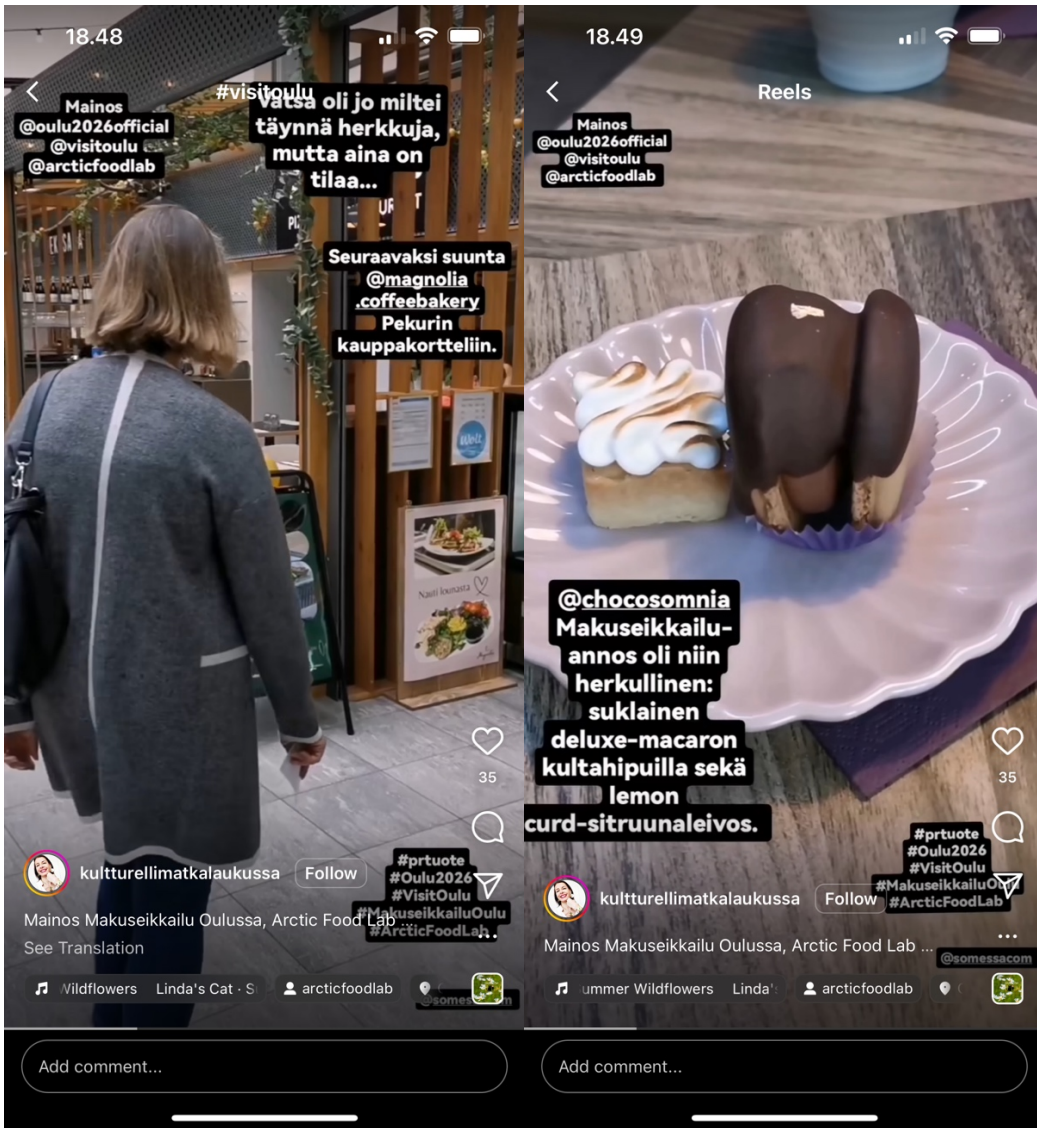 18.48
#visitoulu
Mainos
@oulu2026official
@visitoulu
@arcticfoodlab
Vatsa oli jo miltei
täynnä herkkuja,
mutta aina on
tilaa...
Seuraavaksi suunta
@magnolia
.coffeebakery
Pekurin
kauppakortteliin.
Wolt
Nauti lounasta
#prtuote
#Oulu2026
#VisitOulu
#MakuseikkailuOulu
#ArcticFoodLab
35
kultturellimatkalaukussa
Follow
Mainos Makuseikkailu Oulussa, Arctic Food Lab ...
See Translation
Wildflowers Linda's Cat · S
arcticfoodlab
Add comment...
18.49
Reels
Mainos
@oulu2026official
@visitoulu
@arcticfoodlab
@chocosomnia
Makuseikkailu-
annos oli niin
herkullinen:
suklainen
deluxe-macaron
kultahipuilla sekä
lemon
curd-sitruunaleivos.
35
#prtuote
#Oulu2026
#VisitOulu
#MakuseikkailuOulu
#ArcticFoodLab
kultturellimatkalaukussa
Follow
Mainos Makuseikkailu Oulussa, Arctic Food Lab ...
@somessacom
ummer Wildflowers Linda's
arcticfoodlab
Add comment...